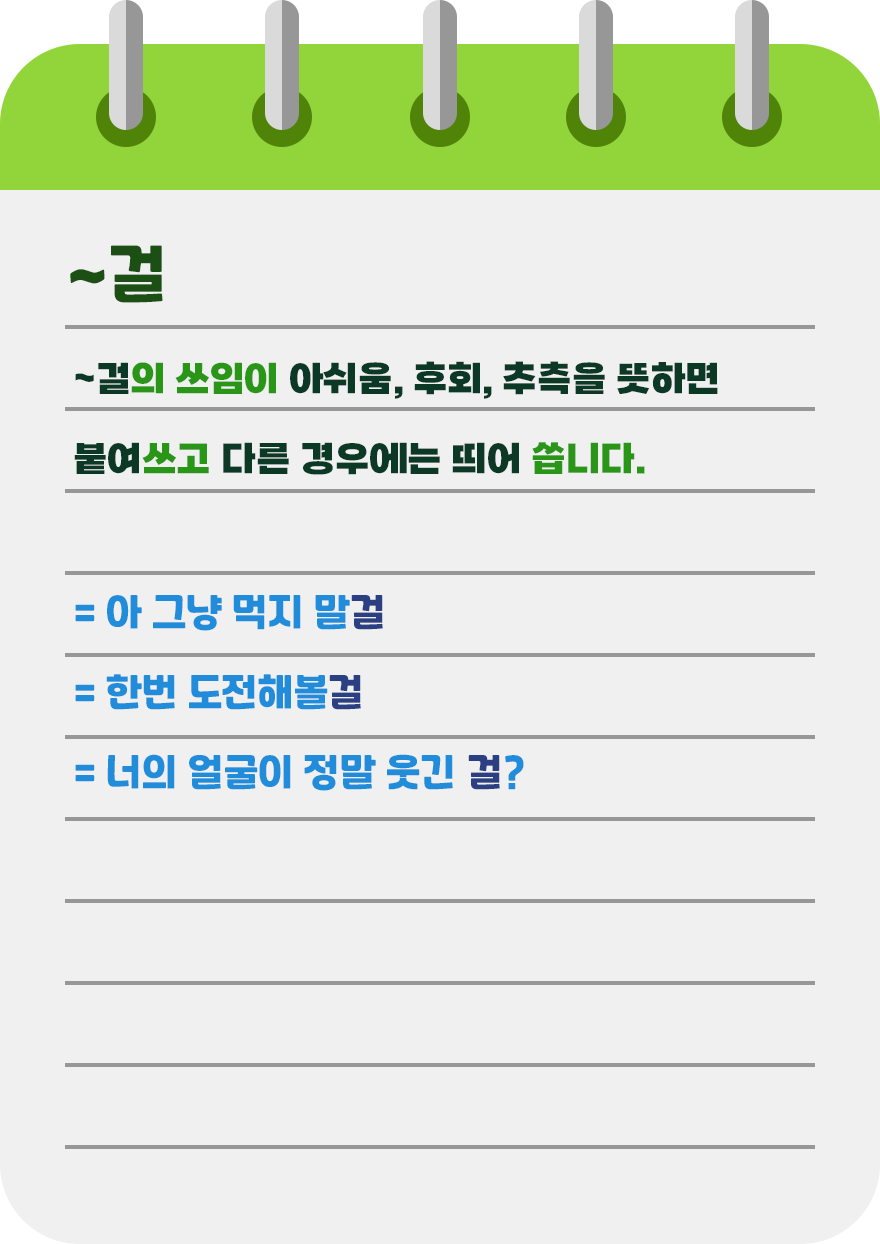 ~걸
~걸의 쓰임이 아쉬움, 후회, 추측을 뜻하면
붙여쓰고 다른 경우에는 띄어 씁니다.
= 아 그냥 먹지 말걸
= 한번 도전해볼걸
= 너의 얼굴이 정말 웃긴 걸?